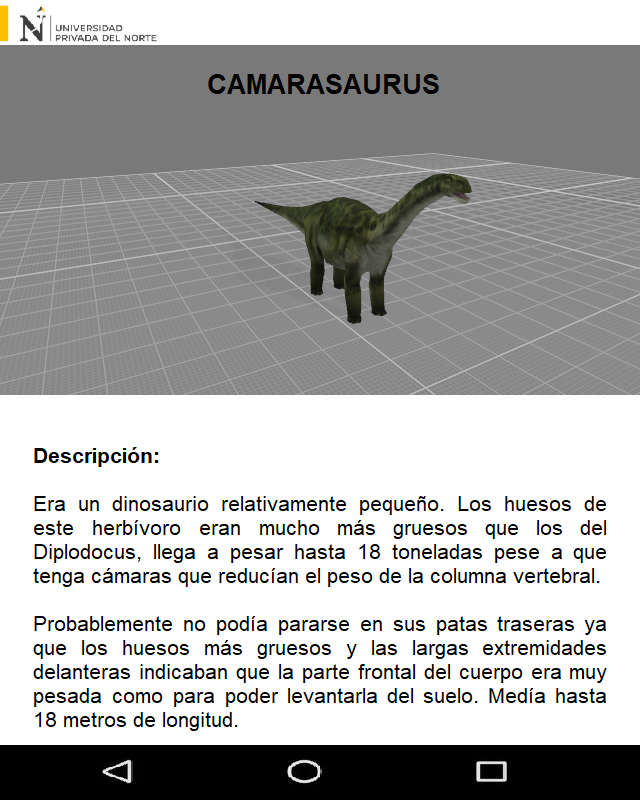 UNIVERSIDAD
PRIVADA DEL NORTE
CAMARASAURUS
Descripción:
Era un dinosaurio relativamente pequeño. Los huesos de
este herbívoro eran mucho más gruesos que los del
Diplodocus, llega a pesar hasta 18 toneladas pese a que
tenga cámaras que reducían el peso de la columna vertebral.
Probablemente no podía pararse en sus patas traseras ya
que los huesos más gruesos y las largas extremidades
delanteras indicaban que la parte frontal del cuerpo era muy
pesada como para poder levantarla del suelo. Medía hasta
18 metros de longitud.